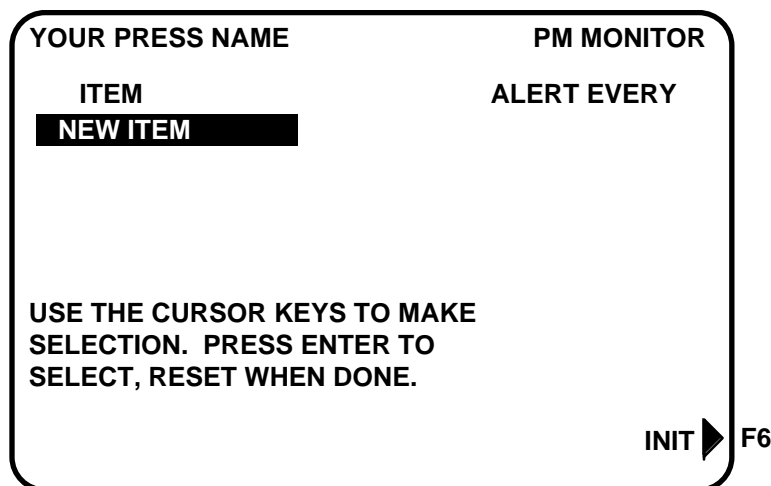 YOUR PRESS NAME PM MONITOR
ITEM ALERT EVERY
NEW ITEM
USE THE CURSOR KEYS TO MAKE
SELECTION. PRESS ENTER TO
SELECT, RESET WHEN DONE.
INIT F6